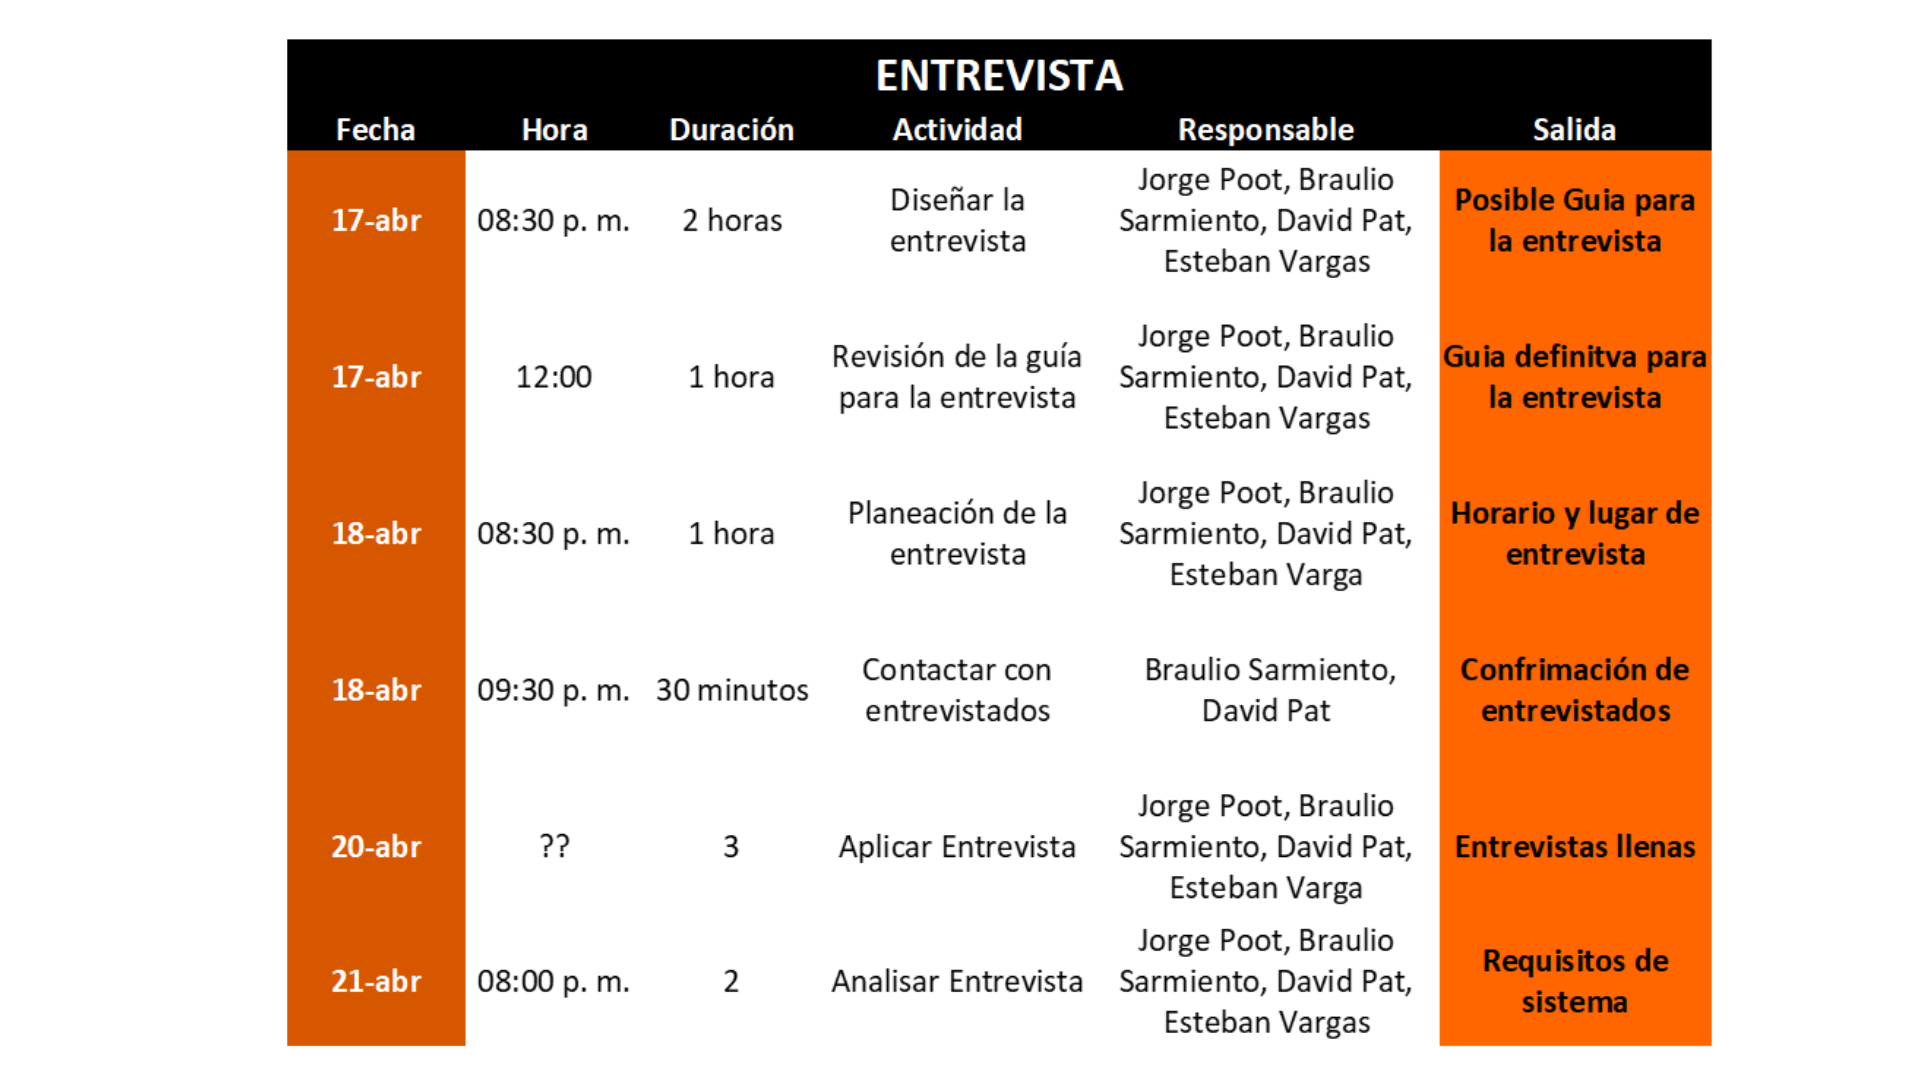 ENTREVISTA
Fecha Hora Duración Actividad Responsable Salida
17-abr 08:30 p. m. 2 horas Diseñar la entrevista Jorge Poot, Braulio Sarmiento, David Pat, Esteban Vargas Posible Guia para la entrevista
17-abr 12:00 1 hora Revisión de la guía para la entrevista Jorge Poot, Braulio Sarmiento, David Pat, Esteban Vargas Guia definitva para la entrevista
18-abr 08:30 p. m. 1 hora Planeación de la entrevista Jorge Poot, Braulio Sarmiento, David Pat, Esteban Varga Horario y lugar de entrevista
18-abr 09:30 p. m. 30 minutos Contactar con entrevistados Braulio Sarmiento, David Pat Confrimación de entrevistados
20-abr ?? 3 Aplicar Entrevista Jorge Poot, Braulio Sarmiento, David Pat, Esteban Varga Entrevistas llenas
21-abr 08:00 p. m. 2 Analisar Entrevista Jorge Poot, Braulio Sarmiento, David Pat, Esteban Vargas Requisitos de sistema